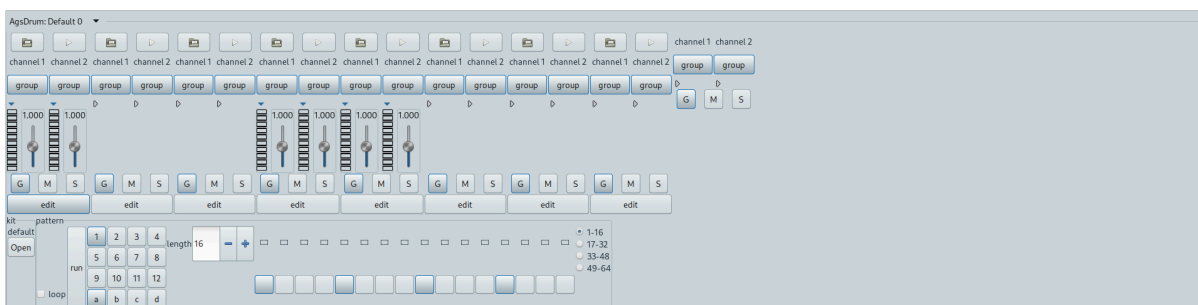 AgsDrum: Default 0
channel 1 channel 2 channel 1 channel 2 channel 1 channel 2 channel 1 channel 2 channel 1 channel 2 channel 1 channel 2 channel 1 channel 2 channel 1 channel 2 channel 1 channel 2
group group group group group group group group group group group group group group group group group group
1.000 1.000 1.000 1.000 1.000 1.000
G M S G M S G M S G M S G M S G M S G M S G M S G M S
edit edit edit edit edit edit edit edit
kit pattern
default
Open
run
loop
1 2 3 4
5 6 7 8
9 10 11 12
a b c d
length 16
1-16
17-32
33-48
49-64